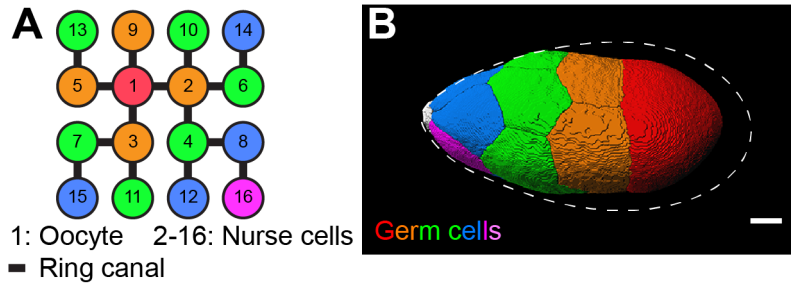 A
13 9 10 14
5 1 2 6
7 3 4 8
15 11 12 16
1: Oocyte 2-16: Nurse cells
Ring canal
B
Germ cells